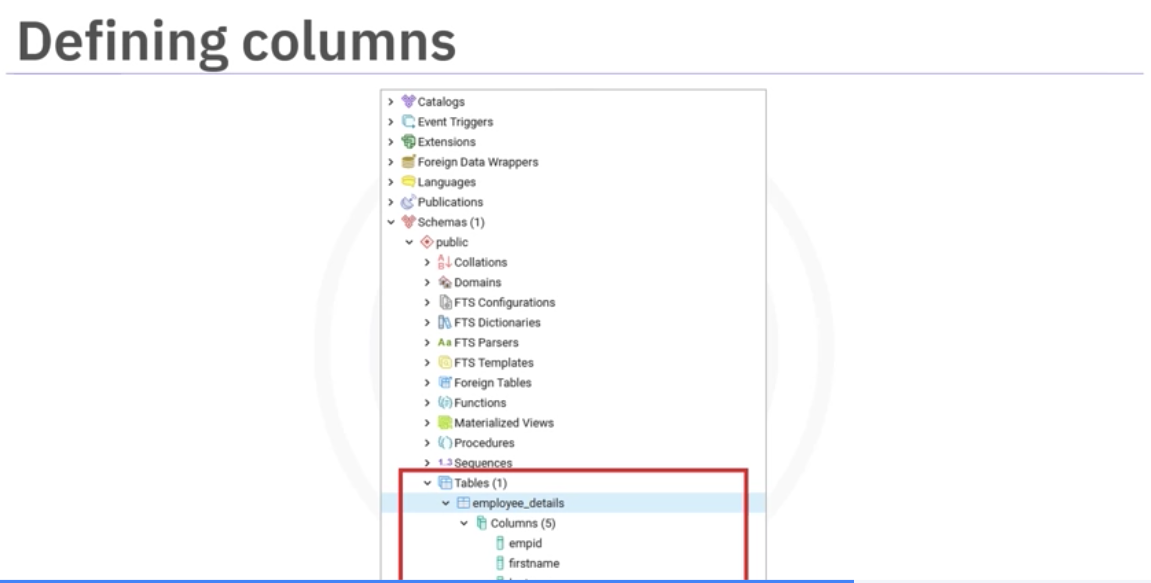 Defining columns
Catalogs
Event Triggers
Extensions
Foreign Data Wrappers
Languages
Publications
Schemas (1)
public
Collations
Domains
FTS Configurations
FTS Dictionaries
Aa FTS Parsers
FTS Templates
Foreign Tables
Functions
Materialized Views
Procedures
1..3 Sequences
Tables (1)
employee_details
Columns (5)
empid
firstname